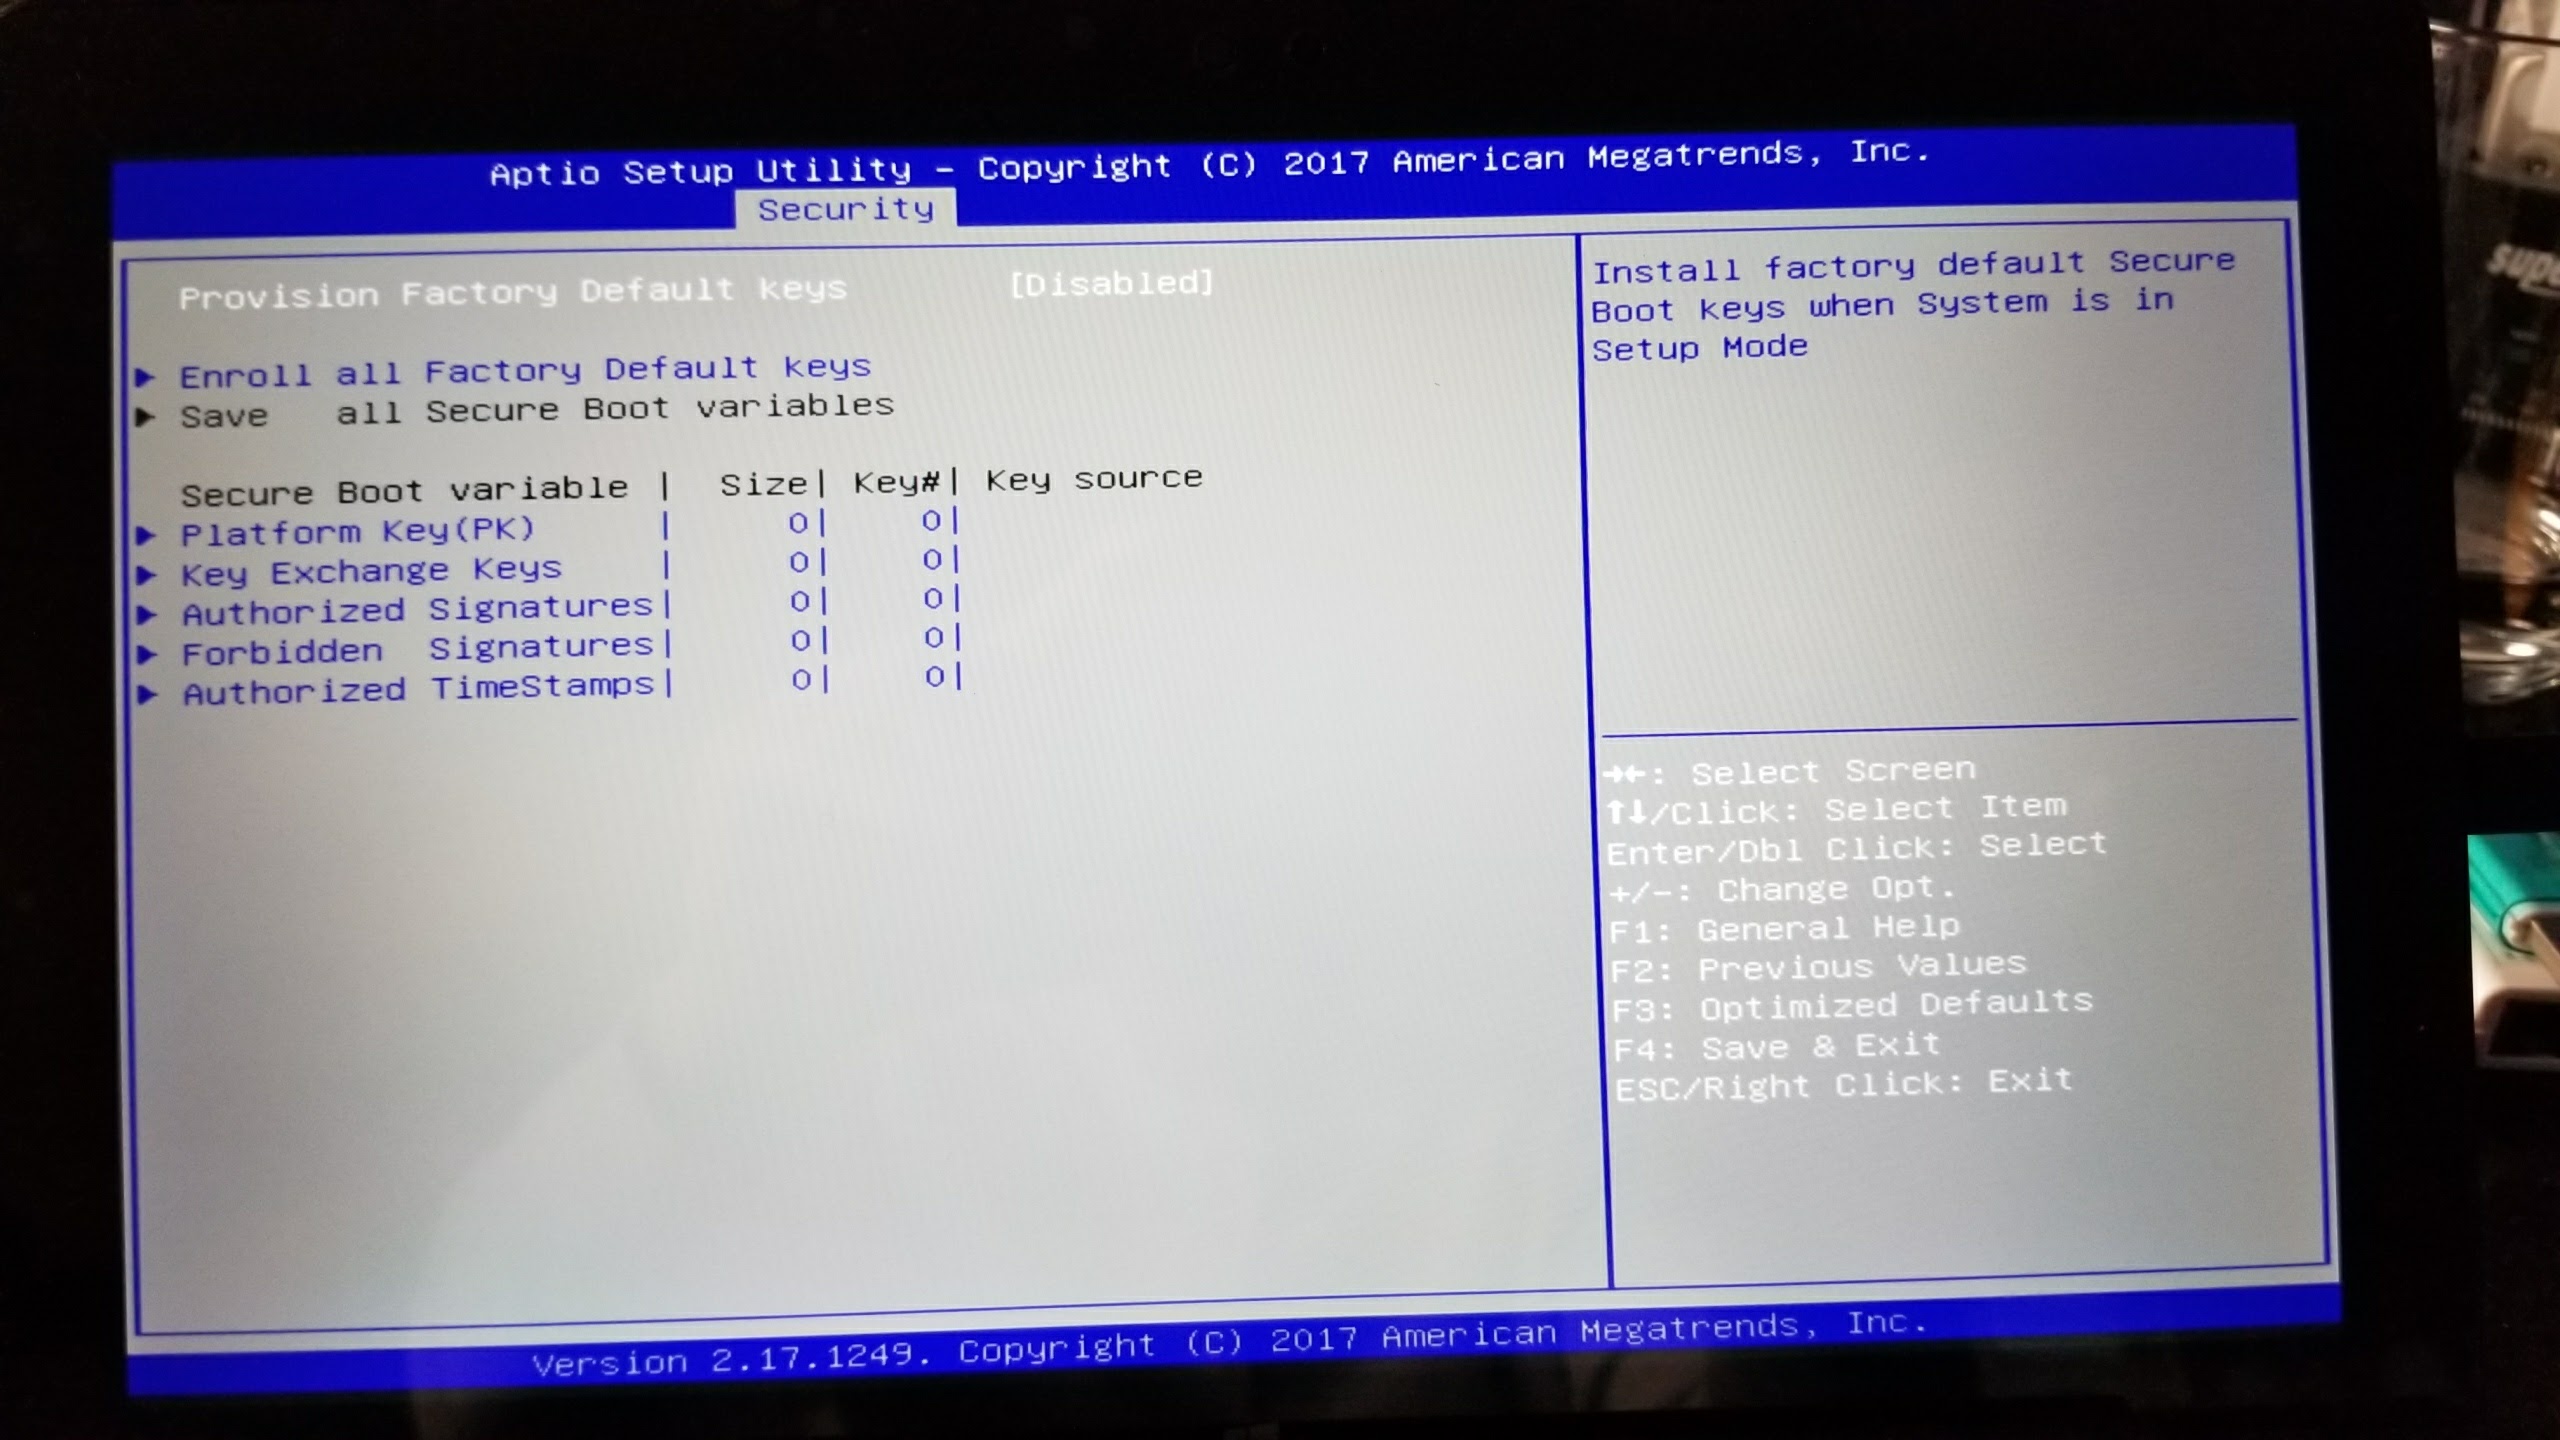 Aptio Setup Utility - Copyright (C) 2017 American Megatrends, Inc.
Security
Provision Factory Default keys [Disabled]
► Enroll all Factory Default keys
► Save all Secure Boot variables
Secure Boot variable | Size| Key#| Key source
► Platform Key(PK) | 0| 0|
► Key Exchange Keys | 0| 0|
► Authorized Signatures| 0| 0|
► Forbidden Signatures| 0| 0|
► Authorized TimeStamps| 0| 0|
Install factory default Secure
Boot keys when System is in
Setup Mode
→←: Select Screen
↑↓/Click: Select Item
Enter/Dbl Click: Select
+/-: Change Opt.
F1: General Help
F2: Previous Values
F3: Optimized Defaults
F4: Save & Exit
ESC/Right Click: Exit
Version 2.17.1249. Copyright (C) 2017 American Megatrends, Inc.